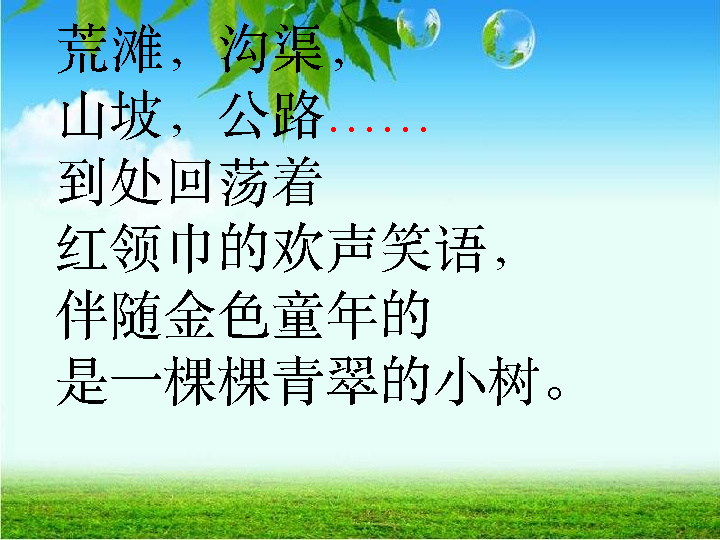 荒滩，沟渠，
山坡，公路……
到处回荡着
红领巾的欢声笑语，
伴随金色童年的
是一棵棵青翠的小树。